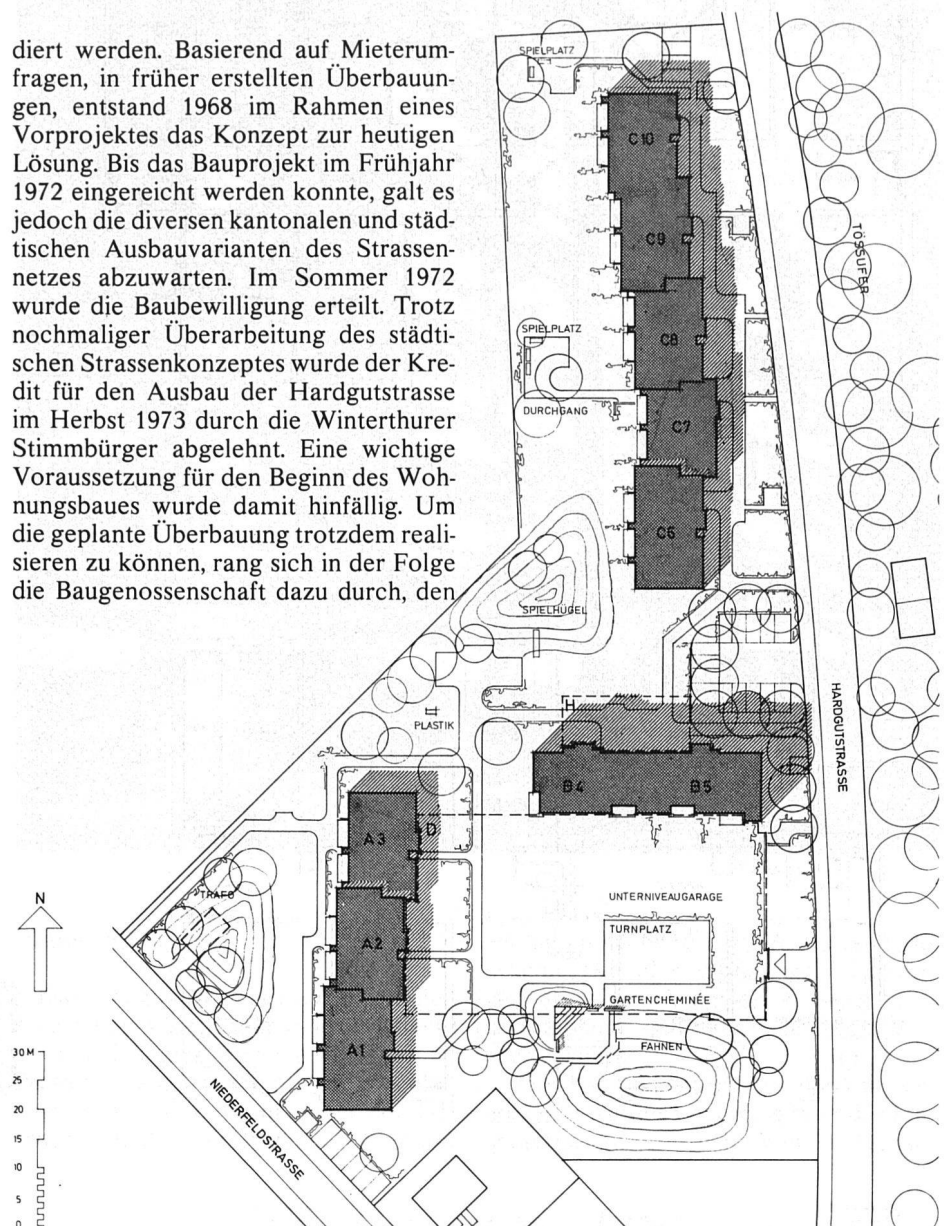 diert werden. Basierend auf Mieterum-
fragen, in früher erstellten Überbauun-
gen, entstand 1968 im Rahmen eines
Vorprojektes das Konzept zur heutigen
Lösung. Bis das Bauprojekt im Frühjahr
1972 eingereicht werden konnte, galt es
jedoch die diversen kantonalen und städ-
tischen Ausbauvarianten des Strassen-
netzes abzuwarten. Im Sommer 1972
wurde die Baubewilligung erteilt. Trotz
nochmaliger Überarbeitung des städti-
schen Strassenkonzeptes wurde der Kre-
dit für den Ausbau der Hardgutstrasse
im Herbst 1973 durch die Winterthurer
Stimmbürger abgelehnt. Eine wichtige
Voraussetzung für den Beginn des Woh-
nungsbaues wurde damit hinfällig. Um
die geplante Überbauung trotzdem reali-
sieren zu können, rang sich in der Folge
die Baugenossenschaft dazu durch, den
SPIELPLATZ
C10
C9
TÖSSUFER
SPIELPLATZ
C8
DURCHGANG
C7
C6
SPIELHÜGEL
HARDGUTSTRASSE
H
PLASTIK
B4
B5
A3
D
TRAFO
UNTERNIVEAUGARAGE
N
TURNPLATZ
A2
GARTENCHEMINÉE
A1
FAHNEN
NIEDERFELDSTRASSE
30 M
25
20
15
10
5
0